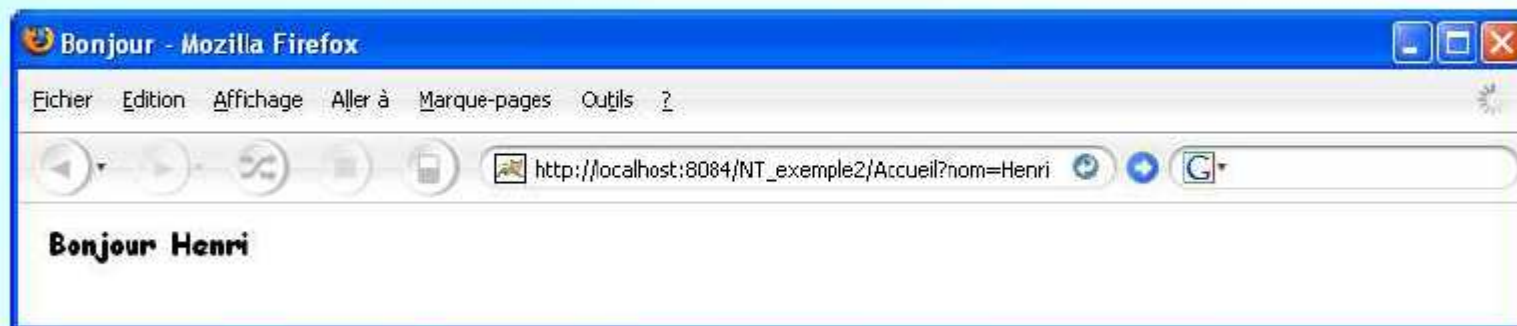 Bonjour - Mozilla Firefox
Fichier Edition Affichage Aller à Marque-pages Outils ?
http://localhost:8084/NT_exemple2/Accueil?nom=Henri G
Bonjour Henri